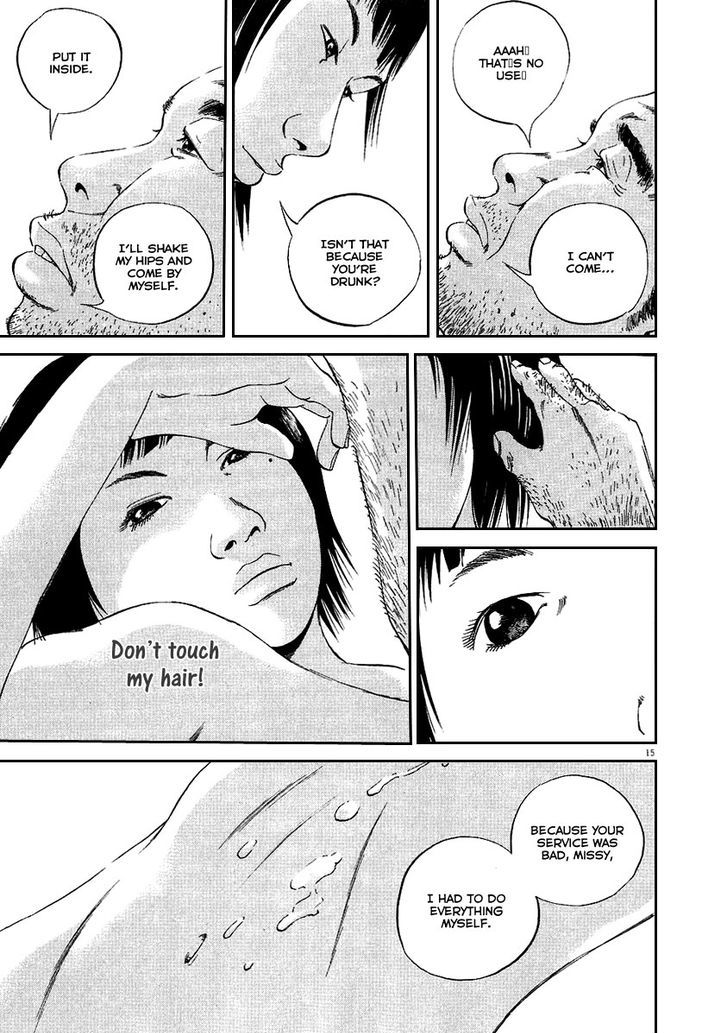 AAAH▯
THAT▯S NO
USE▯
I CAN'T
COME...
ISN'T THAT
BECAUSE
YOU'RE
DRUNK?
PUT IT
INSIDE.
I'LL SHAKE
MY HIPS AND
COME BY
MYSELF.
Don't touch
my hair!
15
BECAUSE YOUR
SERVICE WAS
BAD, MISSY,
I HAD TO DO
EVERYTHING
MYSELF.